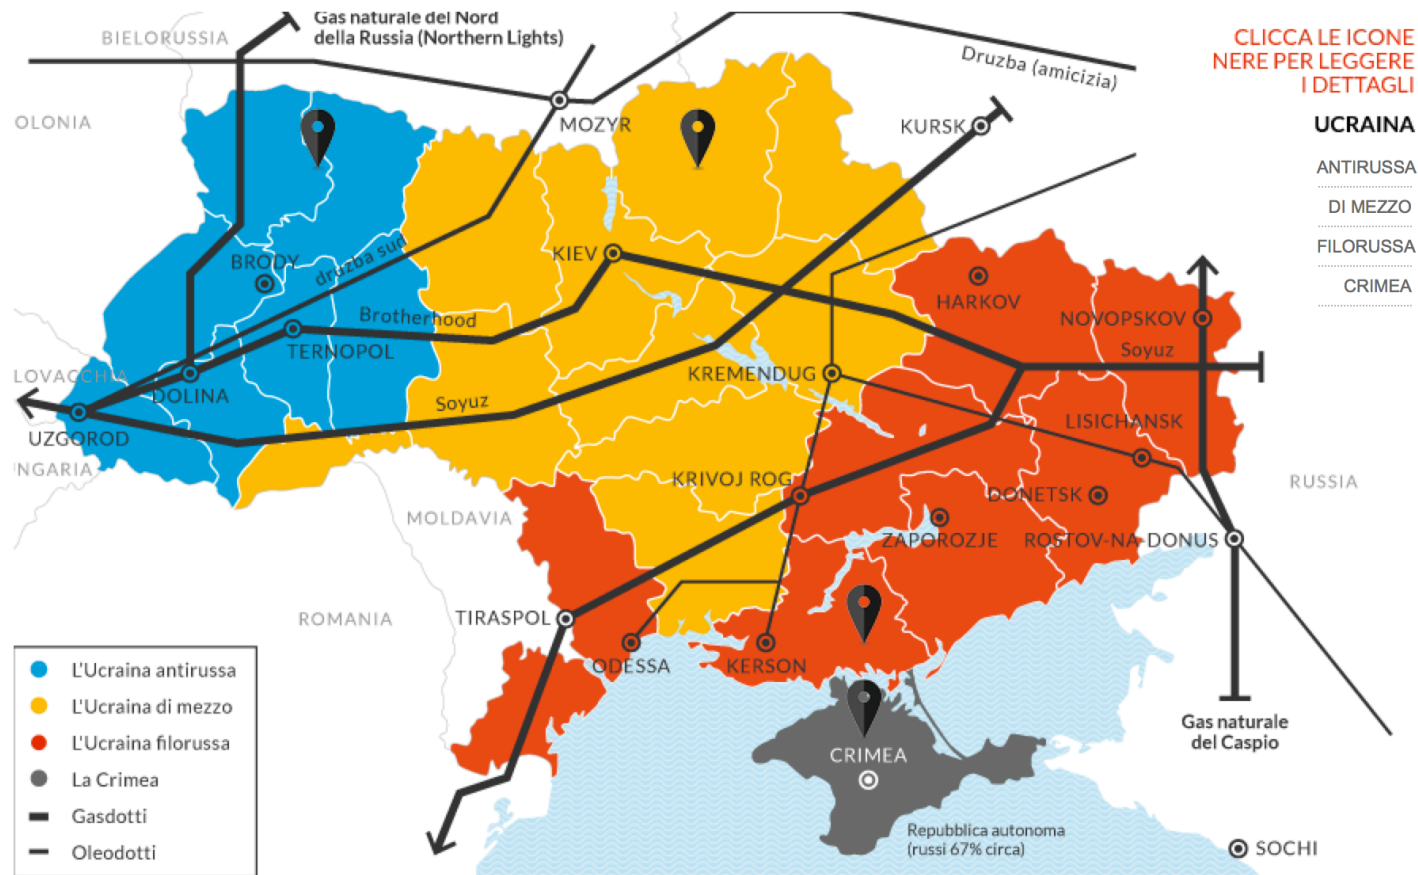 Gas naturale del Nord
della Russia (Northern Lights)
BIELORUSSIA
Druzba (amicizia)
CLICCA LE ICONE
NERE PER LEGGERE
I DETTAGLI
UCRAINA
ANTIRUSSA
DI MEZZO
FILORUSSA
CRIMEA
OLONIA
MOZYR
KURSK
BRODY
druzba sud
KIEV
HARKOV
NOVOPSKOV
Brotherhood
TERNOPOL
Soyuz
LOVACCHIA
DOLINA
KREMENDUG
Soyuz
LISICHANSK
UZGOROD
NGARIA
KRIVOJ ROG
DONETSK
RUSSIA
MOLDAVIA
ZAPOROZJE
ROSTOV-NA-DONUS
ROMANIA
TIRASPOL
ODESSA
KERSON
Gas naturale
del Caspio
CRIMEA
Repubblica autonoma
(russi 67% circa)
SOCHI
L'Ucraina antirussa
L'Ucraina di mezzo
L'Ucraina filorussa
La Crimea
Gasdotti
Oleodotti